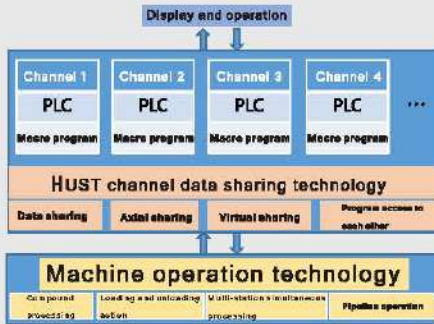 Display and operation
Channel 1 Channel 2 Channel 3 Channel 4
PLC PLC PLC PLC ...
Macro program Macro program Macro program Macro program
HUST channel data sharing technology
Data sharing Axial sharing Virtual sharing Program access to
each other
Machine operation technology
Compound Loading and unloading Multi-station simultaneous Pipeline operation
processing action processing